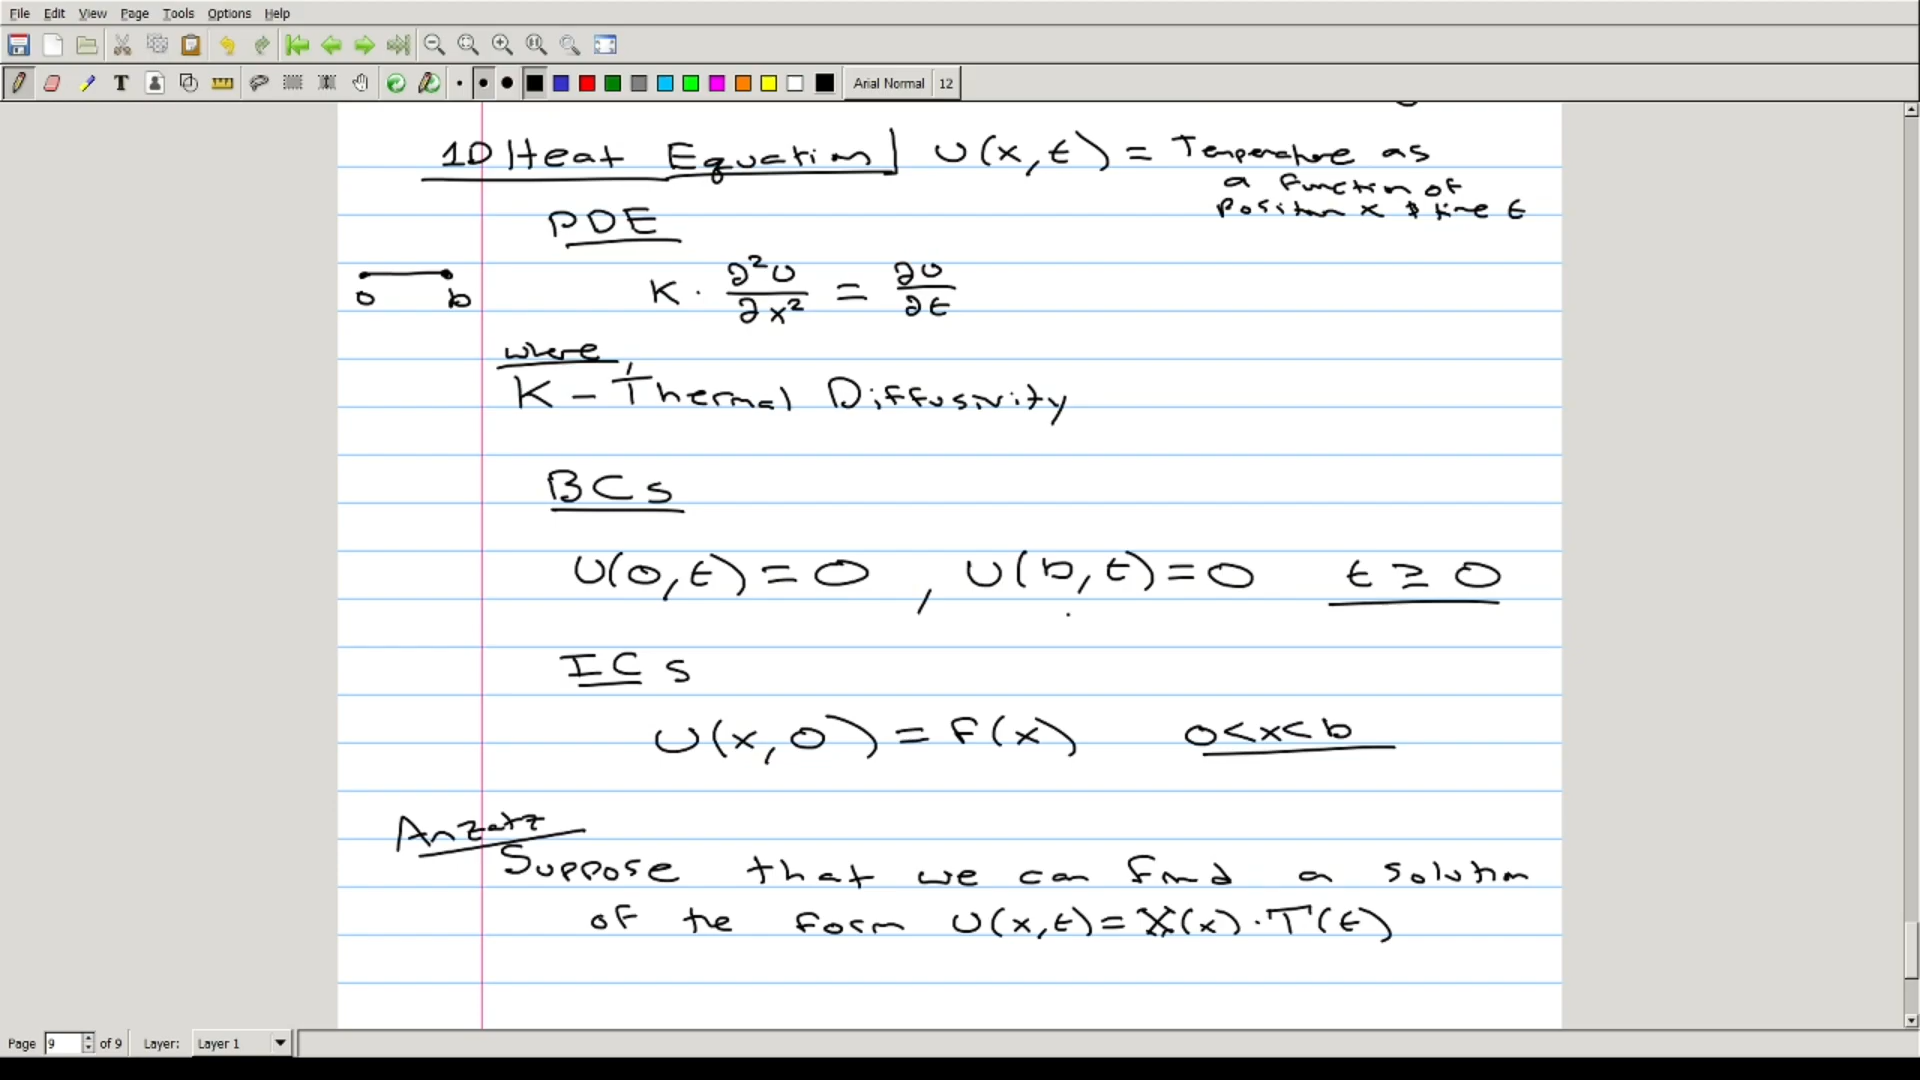 File Edit View Page Tools Options Help
Arial Normal 12
1D Heat Equation U(x,t) = Temperature as
a function of
Position x & time t
PDE
K · ∂²U/∂x² = ∂U/∂t
0 b
where
K - Thermal Diffusivity
BCs
U(0,t) = 0 , U(b,t) = 0 t ≥ 0
ICs
U(x,0) = F(x) 0<x<b
Anzatz
Suppose that we can find a solution
of the form U(x,t) = X(x)·T(t)
Page 9 of 9 Layer: Layer 1